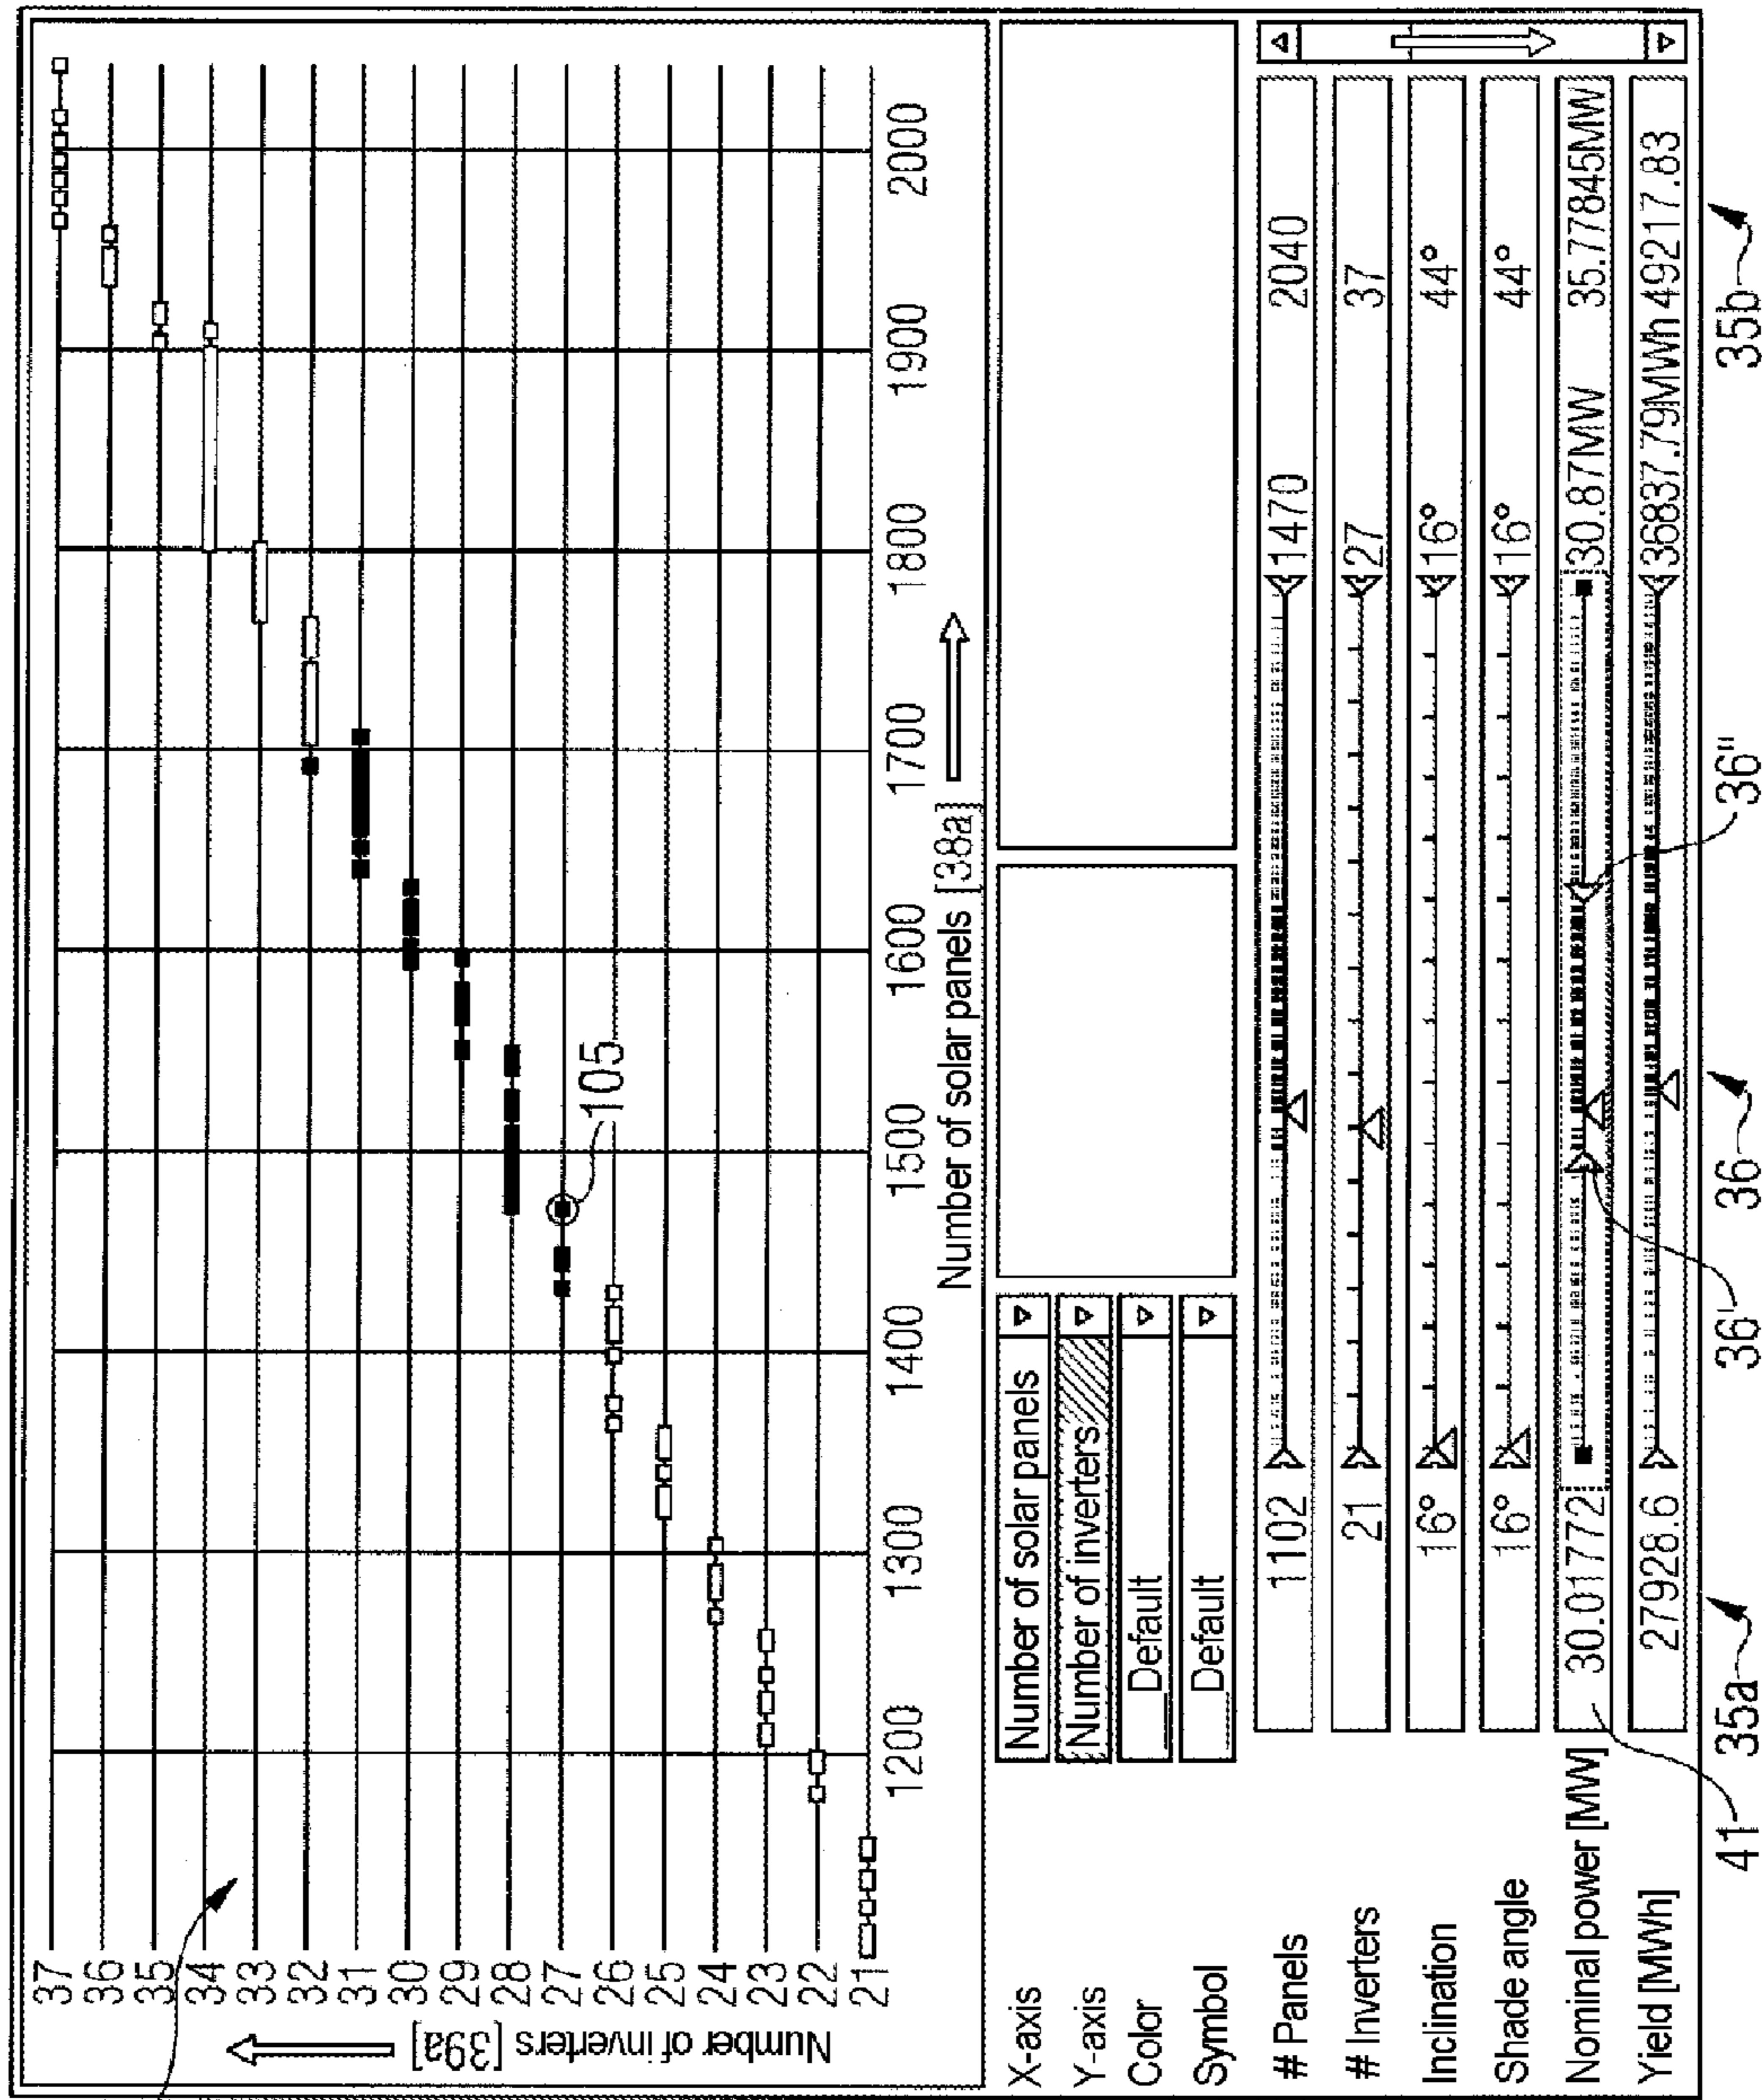 37
36
35
34
33
32
31
30
29
28
27
26
25
24
23
22
21
Number of inverters [39a]
105
1200 1300 1400 1500 1600 1700 1800 1900 2000
Number of solar panels [38a]
X-axis Number of solar panels
Y-axis Number of inverters
Color Default
Symbol Default
# Panels 1102 1470 2040
# Inverters 21 27 37
Inclination 16° 16° 44°
Shade angle 16° 16° 44°
Nominal power [MW] 30.01772 30.87MW 35.77845MW
Yield [MWh] 27928.6 36837.79MWh 49217.83
41 35a 36' 36 36" 35b